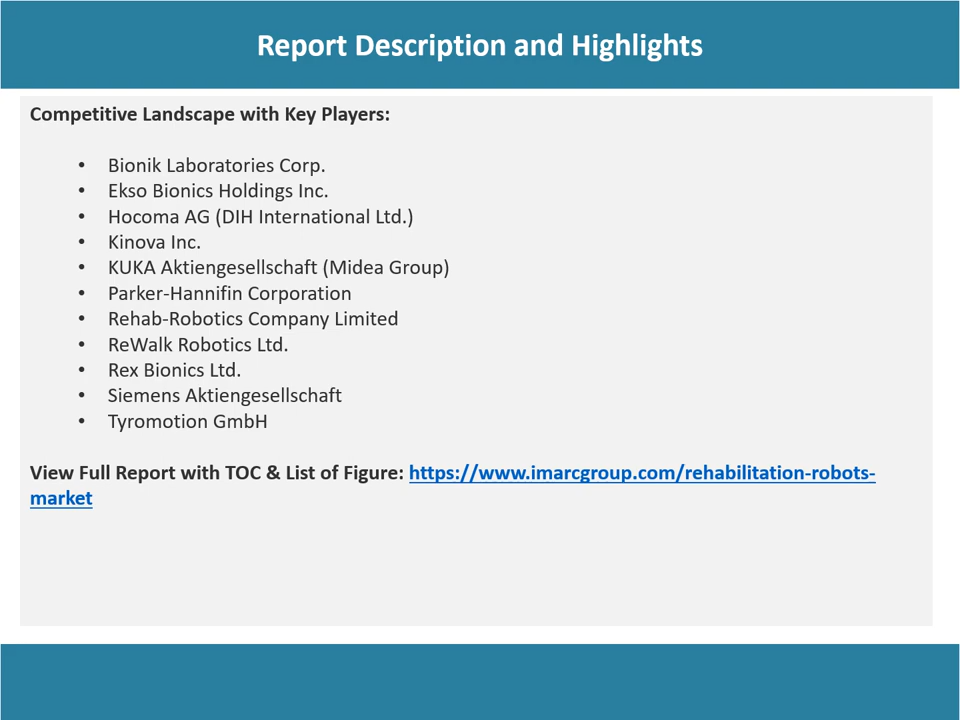 Report Description and Highlights
Competitive Landscape with Key Players:
• Bionik Laboratories Corp.
• Ekso Bionics Holdings Inc.
• Hocoma AG (DIH International Ltd.)
• Kinova Inc.
• KUKA Aktiengesellschaft (Midea Group)
• Parker-Hannifin Corporation
• Rehab-Robotics Company Limited
• ReWalk Robotics Ltd.
• Rex Bionics Ltd.
• Siemens Aktiengesellschaft
• Tyromotion GmbH
View Full Report with TOC & List of Figure: https://www.imarcgroup.com/rehabilitation-robots-
market